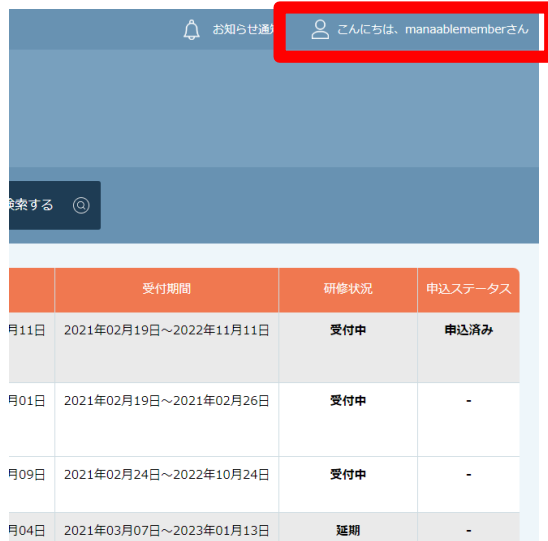 お知らせ通知
こんにちは、manaablememberさん
検索する
受付期間 研修状況 申込ステータス
月11日 2021年02月19日～2022年11月11日 受付中 申込済み
月01日 2021年02月19日～2021年02月26日 受付中 -
月09日 2021年02月24日～2022年10月24日 受付中 -
月04日 2021年03月07日～2023年01月13日 延期 -